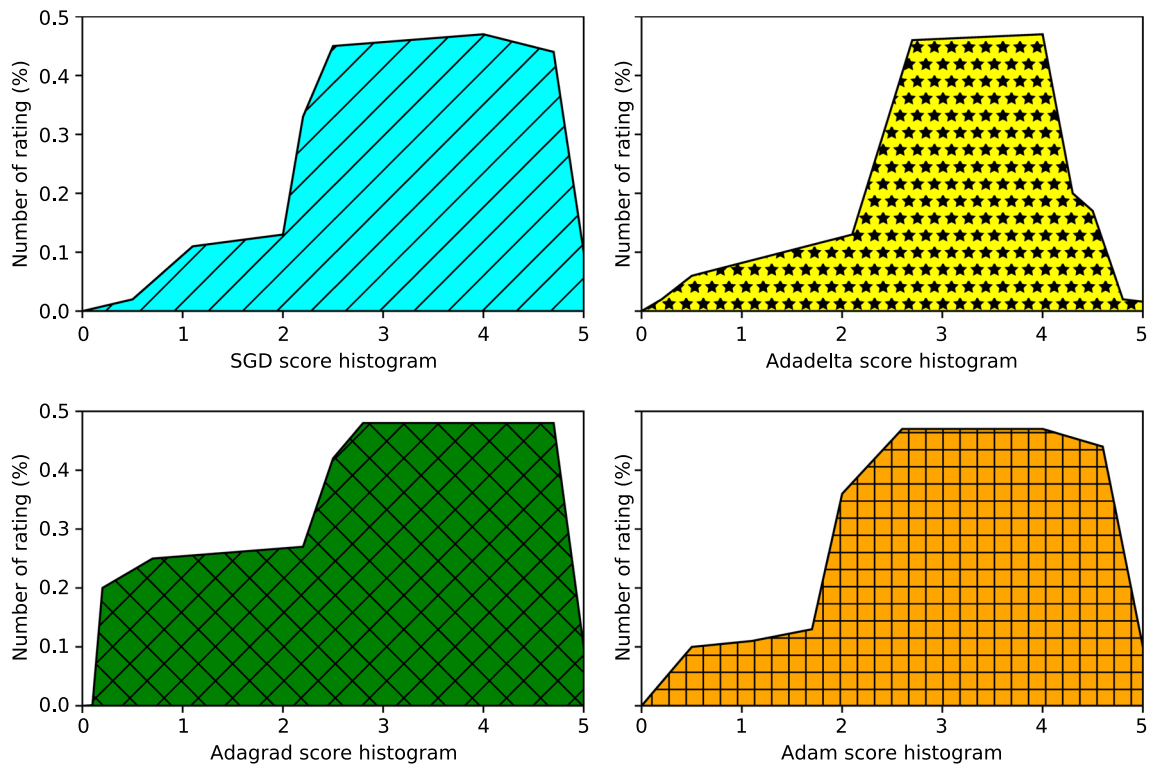 0.5
0.4
0.3
0.2
0.1
0.0
Number of rating (%)
0 1 2 3 4 5
SGD score histogram
Number of rating (%)
0 1 2 3 4 5
Adadelta score histogram
0.5
0.4
0.3
0.2
0.1
0.0
Number of rating (%)
0 1 2 3 4 5
Adagrad score histogram
Number of rating (%)
0 1 2 3 4 5
Adam score histogram